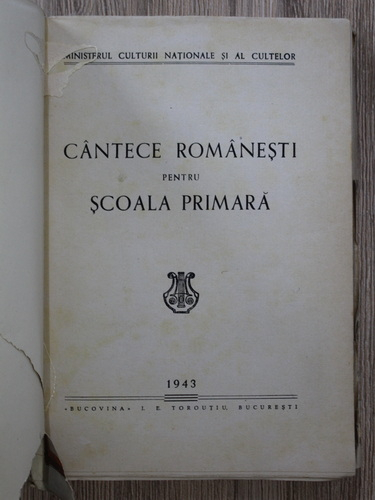 MINISTERUL CULTURII NAȚIONALE ȘI AL CULTELOR
CÂNTECE ROMÂNEȘTI
PENTRU
ȘCOALA PRIMARĂ
1943
«BUCOVINA» I. E. TOROUȚIU, BUCUREȘTI